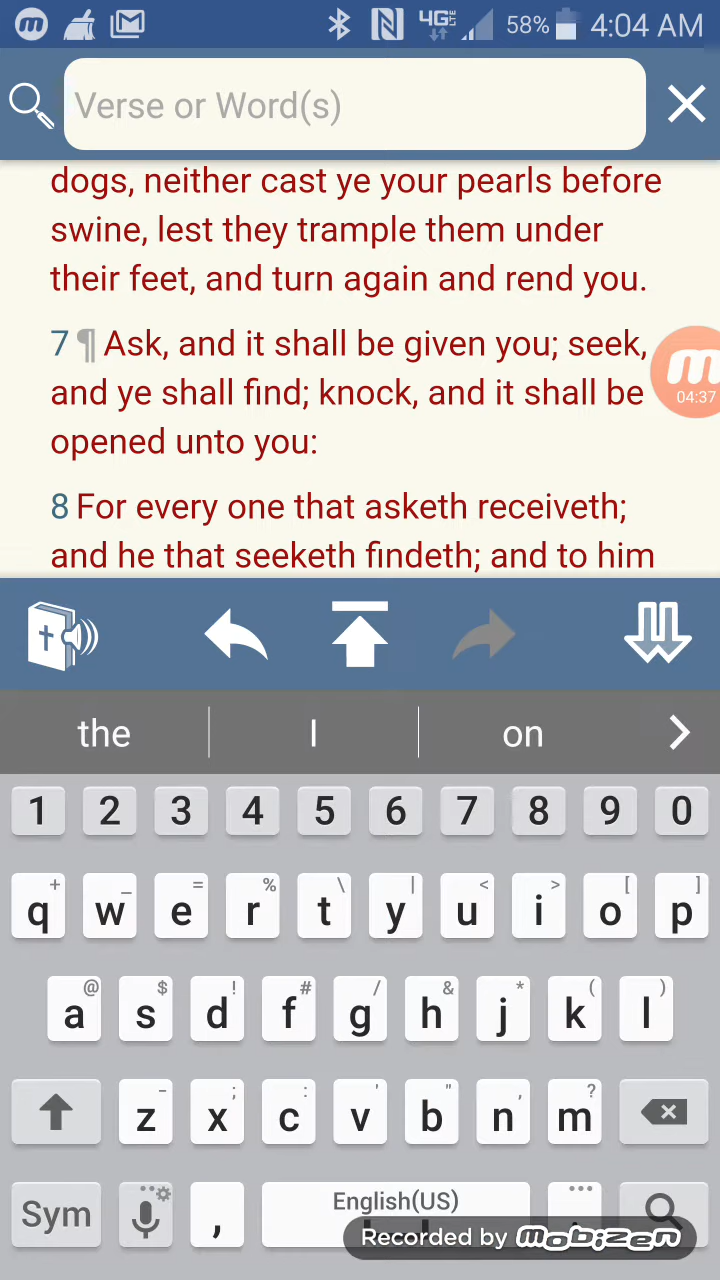 58% 4:04 AM
4G LTE
Verse or Word(s)
dogs, neither cast ye your pearls before
swine, lest they trample them under
their feet, and turn again and rend you.
7 ¶ Ask, and it shall be given you; seek,
and ye shall find; knock, and it shall be
opened unto you:
04:37
8 For every one that asketh receiveth;
and he that seeketh findeth; and to him
the I on
1 2 3 4 5 6 7 8 9 0
+ _ = % \ | < > [ ]
q w e r t y u i o p
@ $ ! # / & * ( )
a s d f g h j k l
- ; : ' " , ?
z x c v b n m
Sym , English(US)
Recorded by mobizen